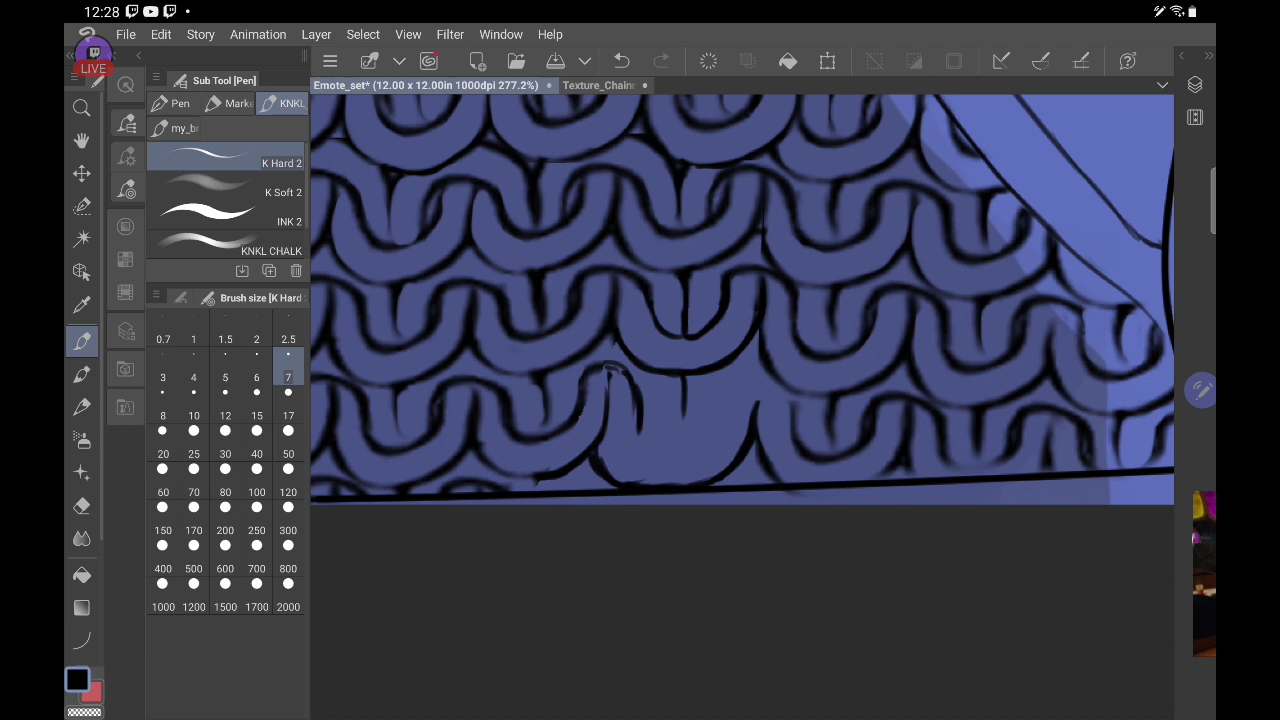 12:28
File Edit Story Animation Layer Select View Selection Filter Window Help
LIVE
Sub Tool [Pen]
Emote_set* (12.00 x 12.00in 1000dpi 277.2%)
Texture_Chain
Pen
Mark
KNKL
my_br
K Hard 2
K Soft 2
INK 2
KNKL CHALK
Brush size [K Hard
0.7 1 1.5 2 2.5
3 4 5 6 7
8 10 12 15 17
20 25 30 40 50
60 70 80 100 120
150 170 200 250 300
400 500 600 700 800
1000 1200 1500 1700 2000